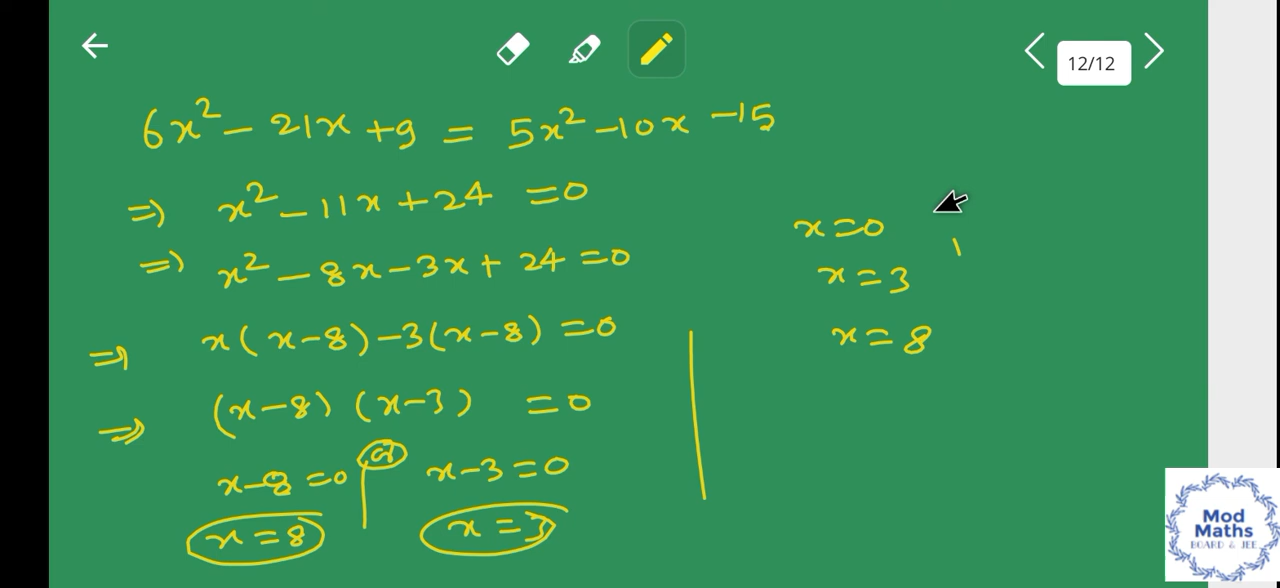 12/12
6x² - 21x + 9 = 5x² - 10x - 15
⇒ x² - 11x + 24 = 0
⇒ x² - 8x - 3x + 24 = 0
⇒ x(x-8) - 3(x-8) = 0
⇒ (x-8) (x-3) = 0
x-8=0 or x-3=0
x=8 x=3
x=0
x=3
x=8
Mod
Maths
BOARD & JEE